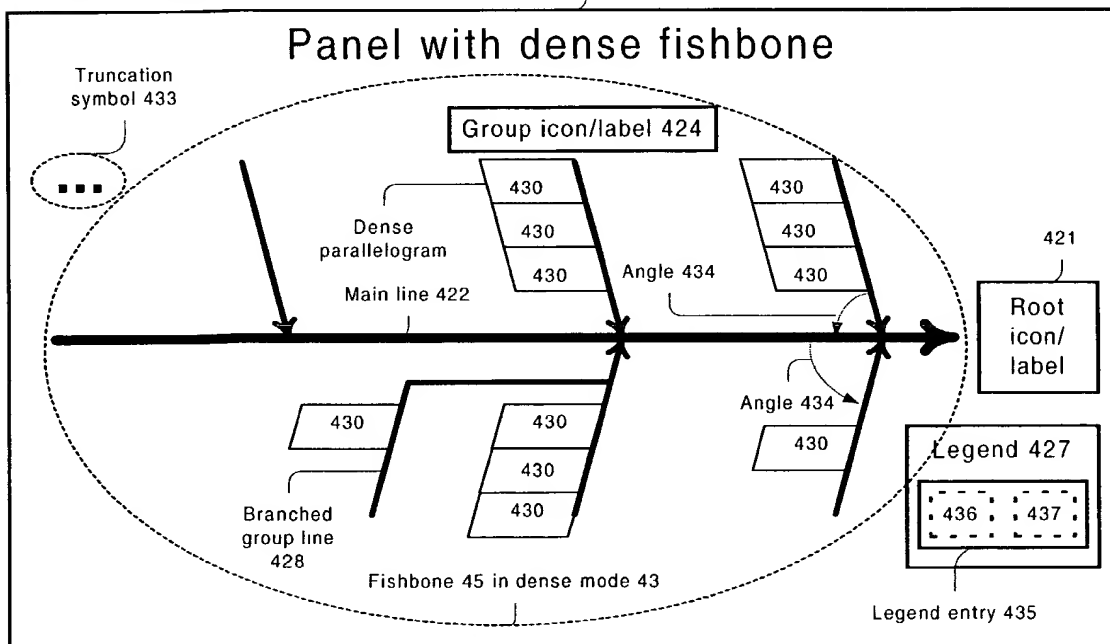 Panel with dense fishbone
Truncation
symbol 433
...
Group icon/label 424
430
430
430
430
430
430
Dense
parallelogram
Angle 434
421
Main line 422
Root
icon/
label
430
430
430
430
Angle 434
430
Legend 427
436 437
Branched
group line
428
Fishbone 45 in dense mode 43
Legend entry 435